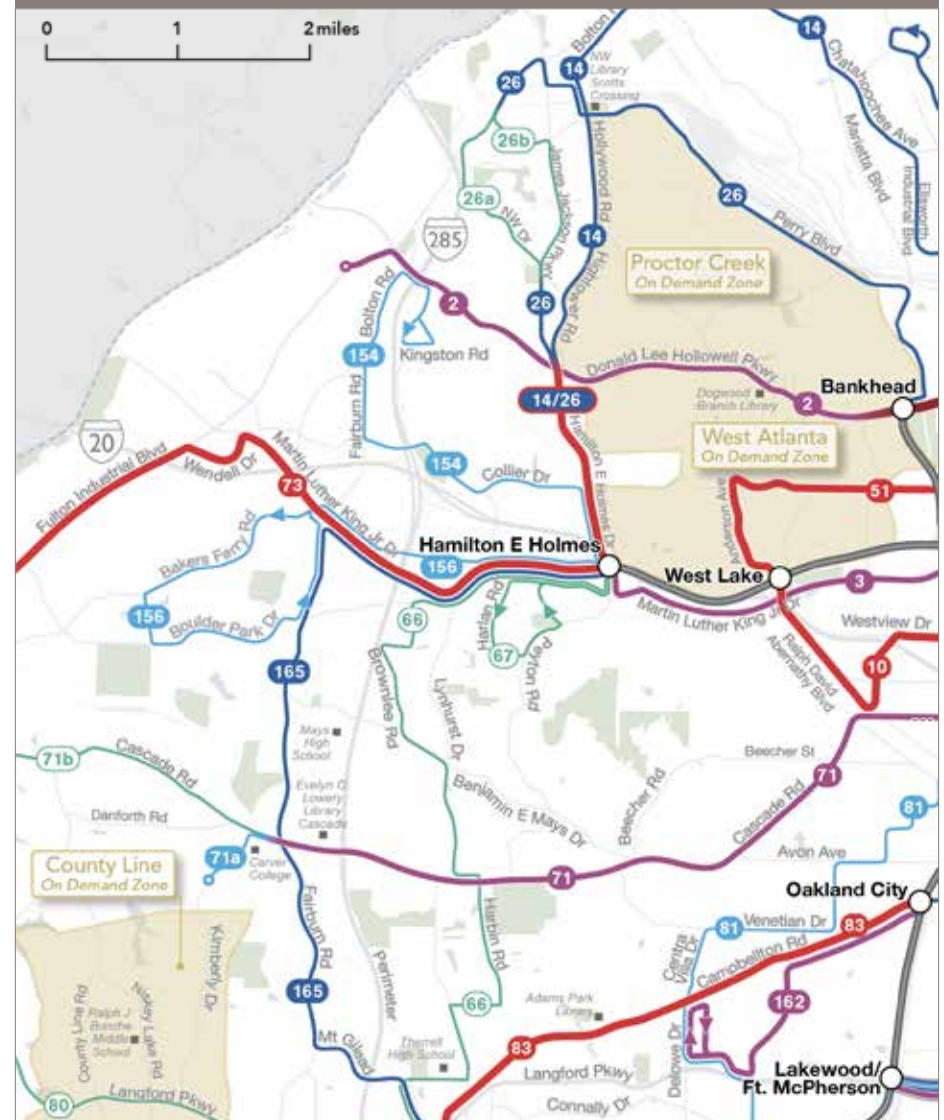 0
1
2 miles
Bolton
14
Chatahoochee Ave
Marietta Blvd
Ellsworth
Industrial Blvd
NW
Library
Scotts
Crossing
14
26
26b
26a
NW Dr
James Jackson Pkwy
Hollywood Rd
26
Perry Blvd
285
14
Hightower Rd
Proctor Creek
On Demand Zone
2
26
Bolton Rd
154
Kingston Rd
Donald Lee Hollowell Pkwy
Dogwood
Branch Library
2
Bankhead
14/26
Fairburn Rd
20
Fulton Industrial Blvd
Wendell Dr
Martin Luther King Jr Dr
73
154
Collier Dr
Hamilton E Holmes Dr
West Atlanta
On Demand Zone
51
Anderson Ave
Hamilton E Holmes
156
West Lake
3
Martin Luther King Jr Dr
Westview Dr
Bakers Ferry Rd
156
Boulder Park Dr
66
Harlan Rd
67
Peyton Rd
Ralph David
Abernathy Blvd
10
165
Brownlee Rd
Lynhurst Dr
Mays
High
School
71b
Cascade Rd
Beecher St
71
Evelyn G
Lowery
Library
Cascade
Benjamin E Mays Dr
Beecher Rd
Cascade Rd
81
Danforth Rd
71a
Carver
College
Avon Ave
County Line
On Demand Zone
71
Oakland City
Fairburn Rd
Harbin Rd
81
Venetian Dr
83
Centra
Villa Dr
Campbellton Rd
Kimberly Dr
Perimeter
165
66
Adams Park
Library
162
County Line Rd
Ralph J
Bunche
Middle
School
Niskey Lake Rd
Mt Gilead
Therrell
High School
83
Delowe Dr
Langford Pkwy
Lakewood/
Ft. McPherson
80
Langford Pkwy
Connally Dr